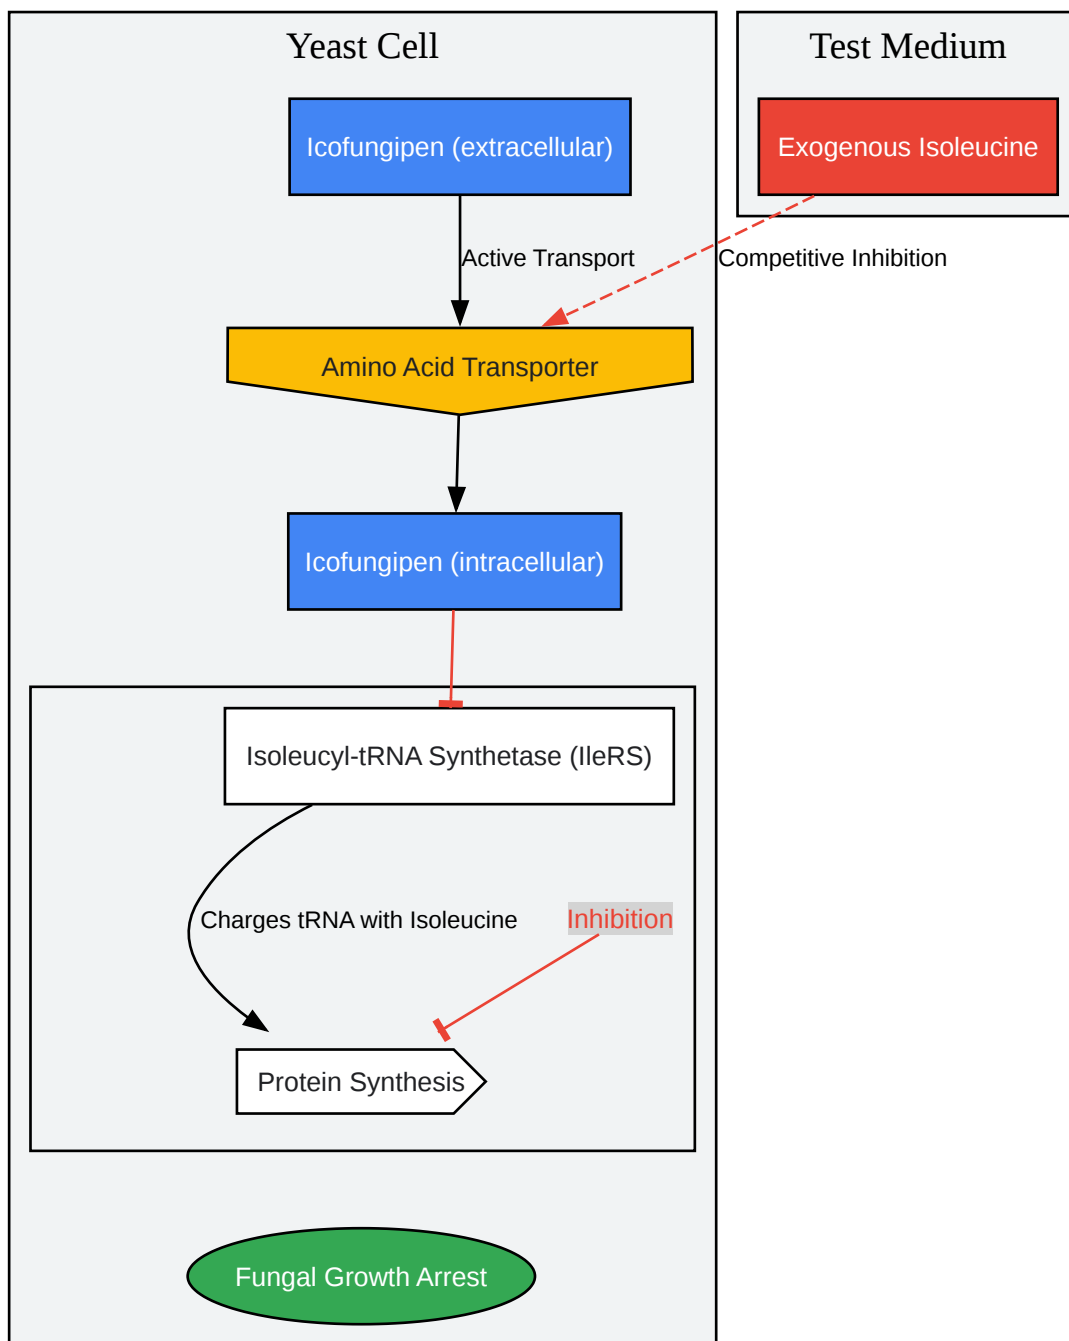 Yeast Cell
Test Medium
Icofungipen (extracellular)
Exogenous Isoleucine
Active Transport
Competitive Inhibition
Amino Acid Transporter
Icofungipen (intracellular)
Isoleucyl-tRNA Synthetase (IleRS)
Charges tRNA with Isoleucine
Inhibition
Protein Synthesis
Fungal Growth Arrest